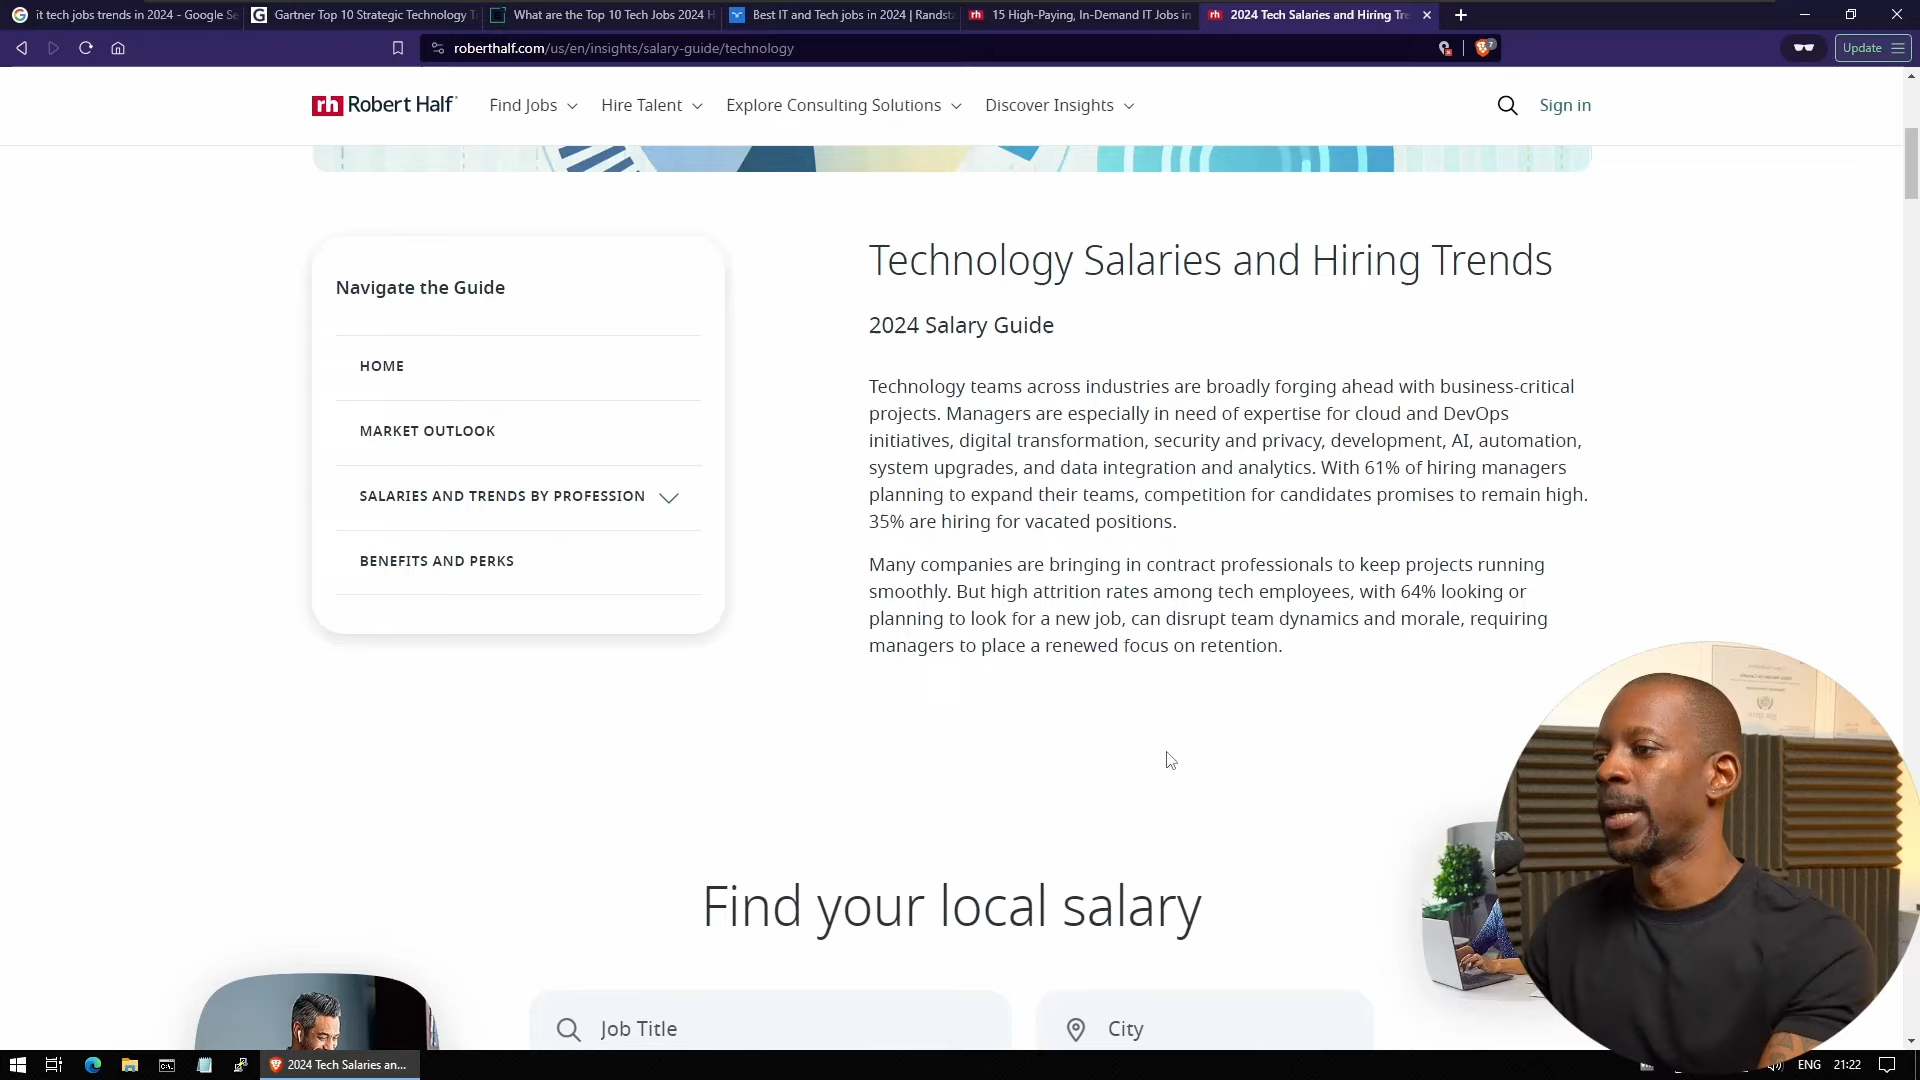 it tech jobs trends in 2024 - Google Se
Gartner Top 10 Strategic Technology T
What are the Top 10 Tech Jobs 2024 H
Best IT and Tech jobs in 2024 | Randsta
15 High-Paying, In-Demand IT Jobs in
2024 Tech Salaries and Hiring Tre
roberthalf.com/us/en/insights/salary-guide/technology
7
Update
rh Robert Half
Find Jobs
Hire Talent
Explore Consulting Solutions
Discover Insights
Sign in
Navigate the Guide
HOME
MARKET OUTLOOK
SALARIES AND TRENDS BY PROFESSION
BENEFITS AND PERKS
Technology Salaries and Hiring Trends
2024 Salary Guide
Technology teams across industries are broadly forging ahead with business-critical
projects. Managers are especially in need of expertise for cloud and DevOps
initiatives, digital transformation, security and privacy, development, AI, automation,
system upgrades, and data integration and analytics. With 61% of hiring managers
planning to expand their teams, competition for candidates promises to remain high.
35% are hiring for vacated positions.
Many companies are bringing in contract professionals to keep projects running
smoothly. But high attrition rates among tech employees, with 64% looking or
planning to look for a new job, can disrupt team dynamics and morale, requiring
managers to place a renewed focus on retention.
Find your local salary
Job Title
City
2024 Tech Salaries an...
ENG
21:22